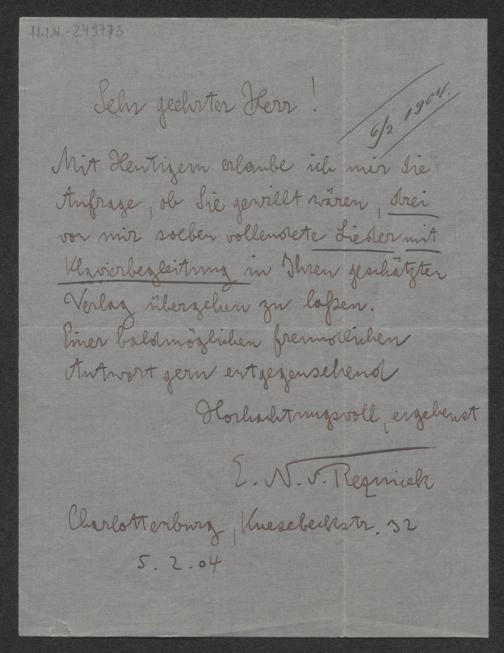 H.I.N.-249773
Sehr geehrter Herr!
6/2 1904.
Mit Heutigem erlaube ich mir die
Anfrage, ob Sie gewillt wären, drei
von mir soeben vollendete Lieder mit
Klavierbegleitung in Ihren geschätzten
Verlag übergehen zu laßen.
Einer baldmöglichen freundlichen
Antwort gern entgegensehend
Hochachtungsvoll, ergebenst
E. N. v. Reznicek
Charlottenburg, Knesebeckstr. 32
5. 2. 04